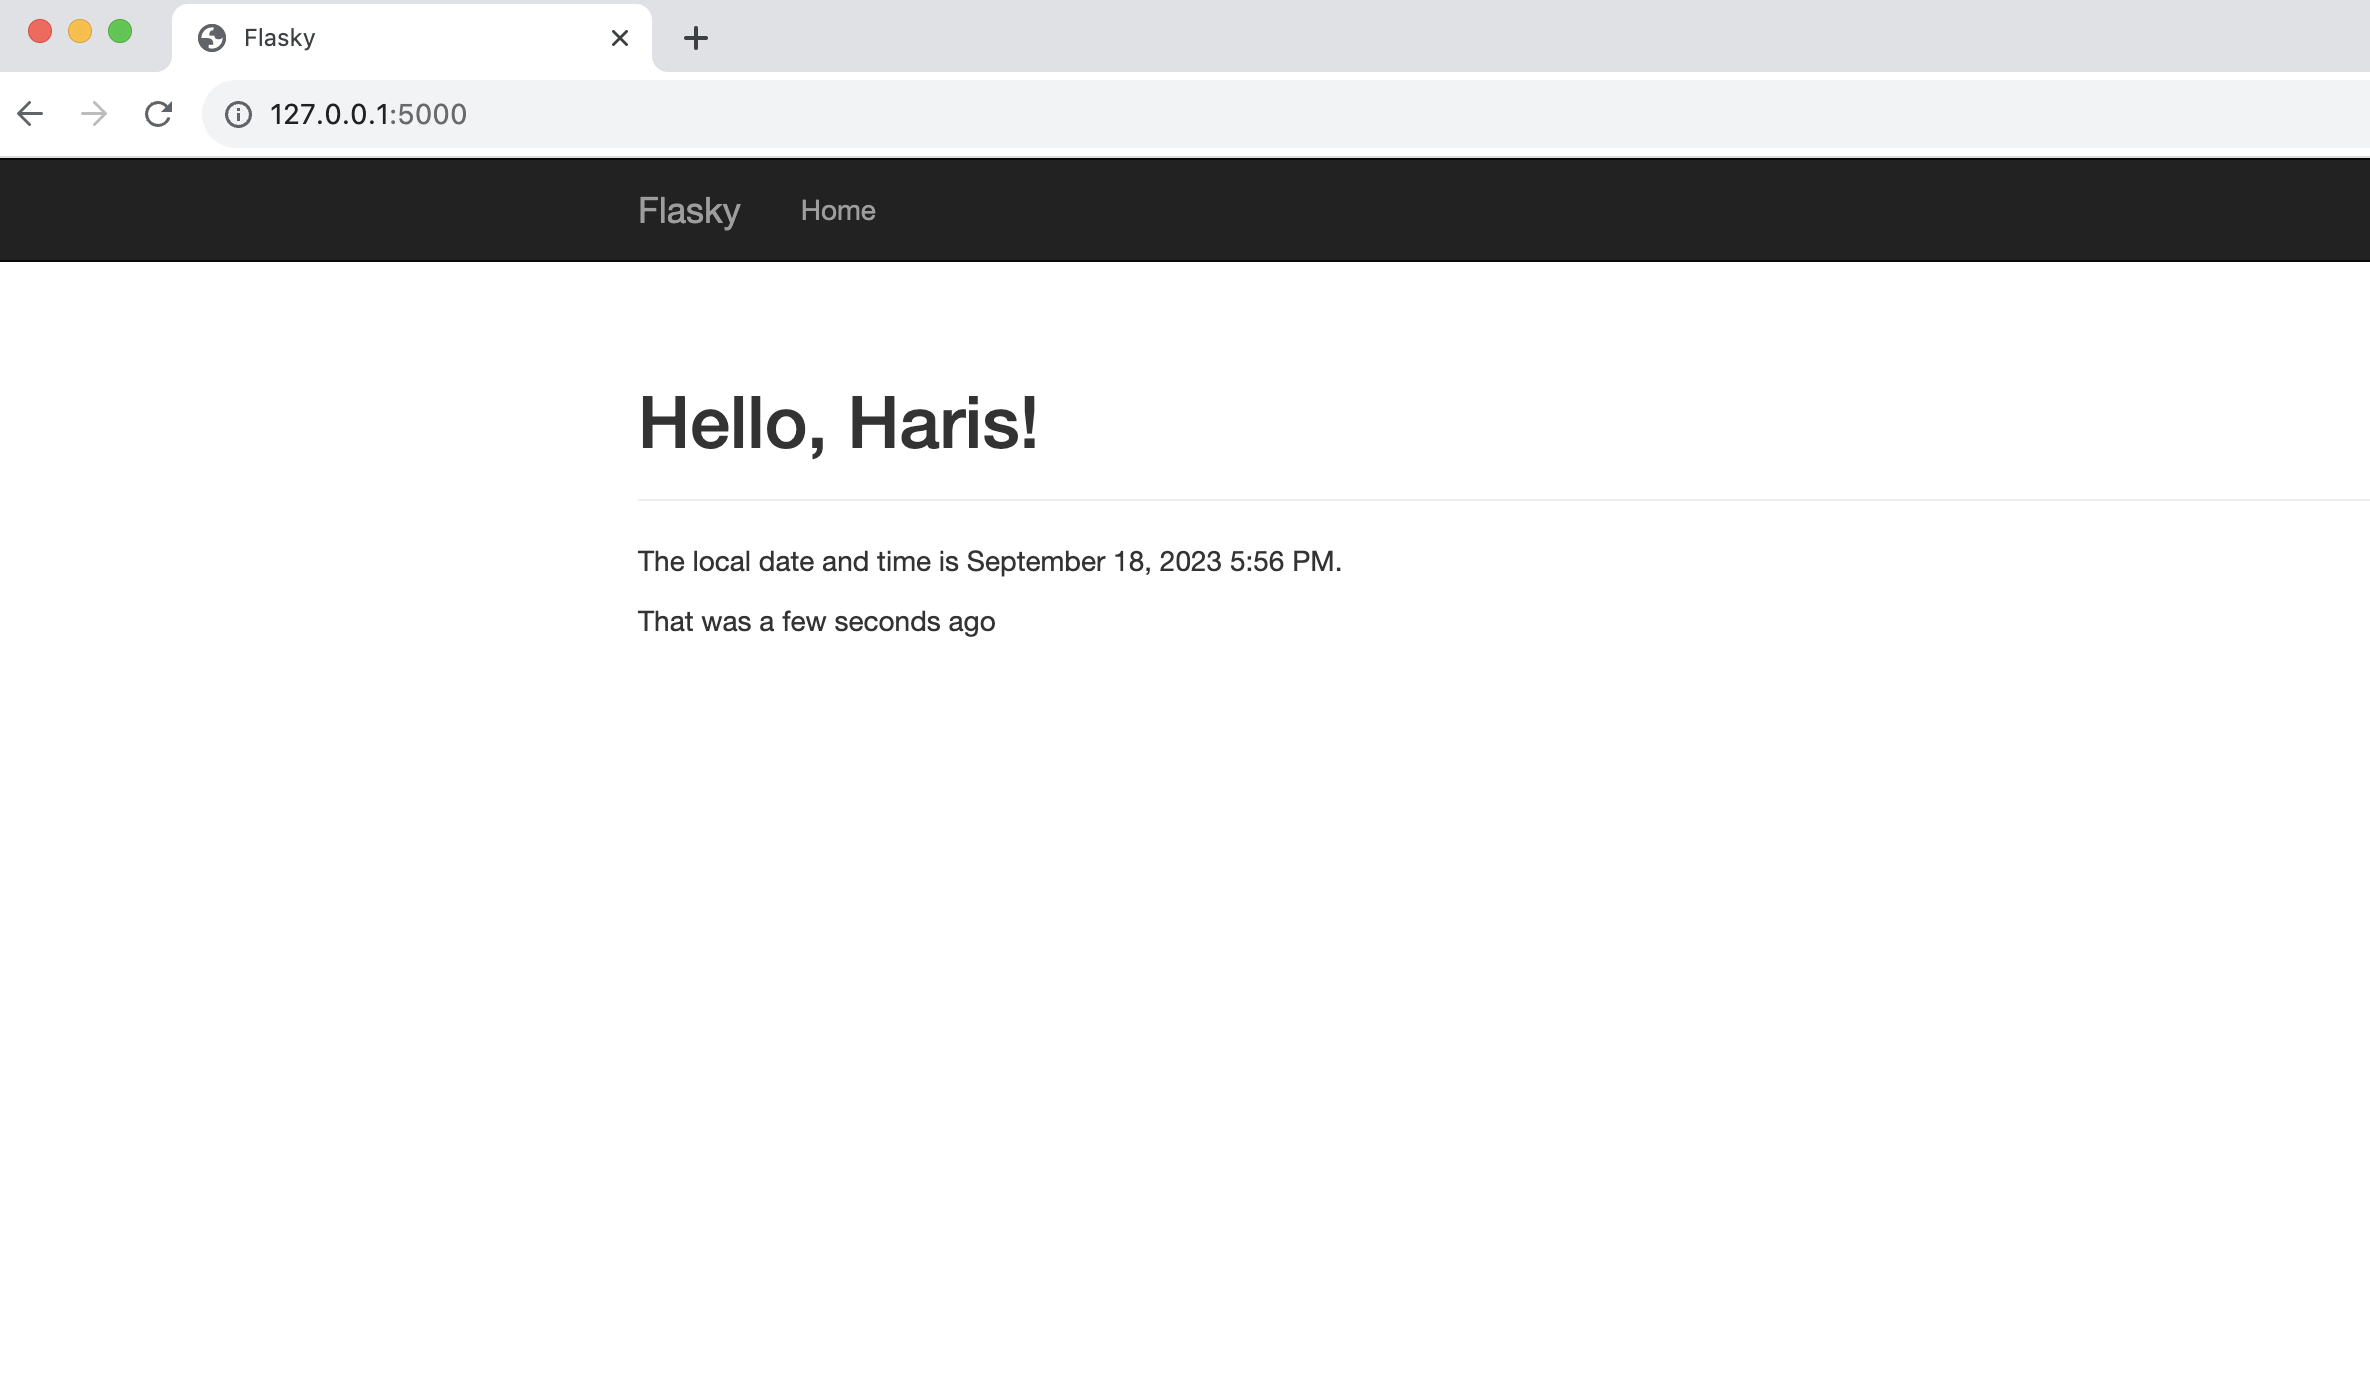 Flasky
127.0.0.1:5000
Flasky Home
Hello, Haris!
The local date and time is September 18, 2023 5:56 PM.
That was a few seconds ago